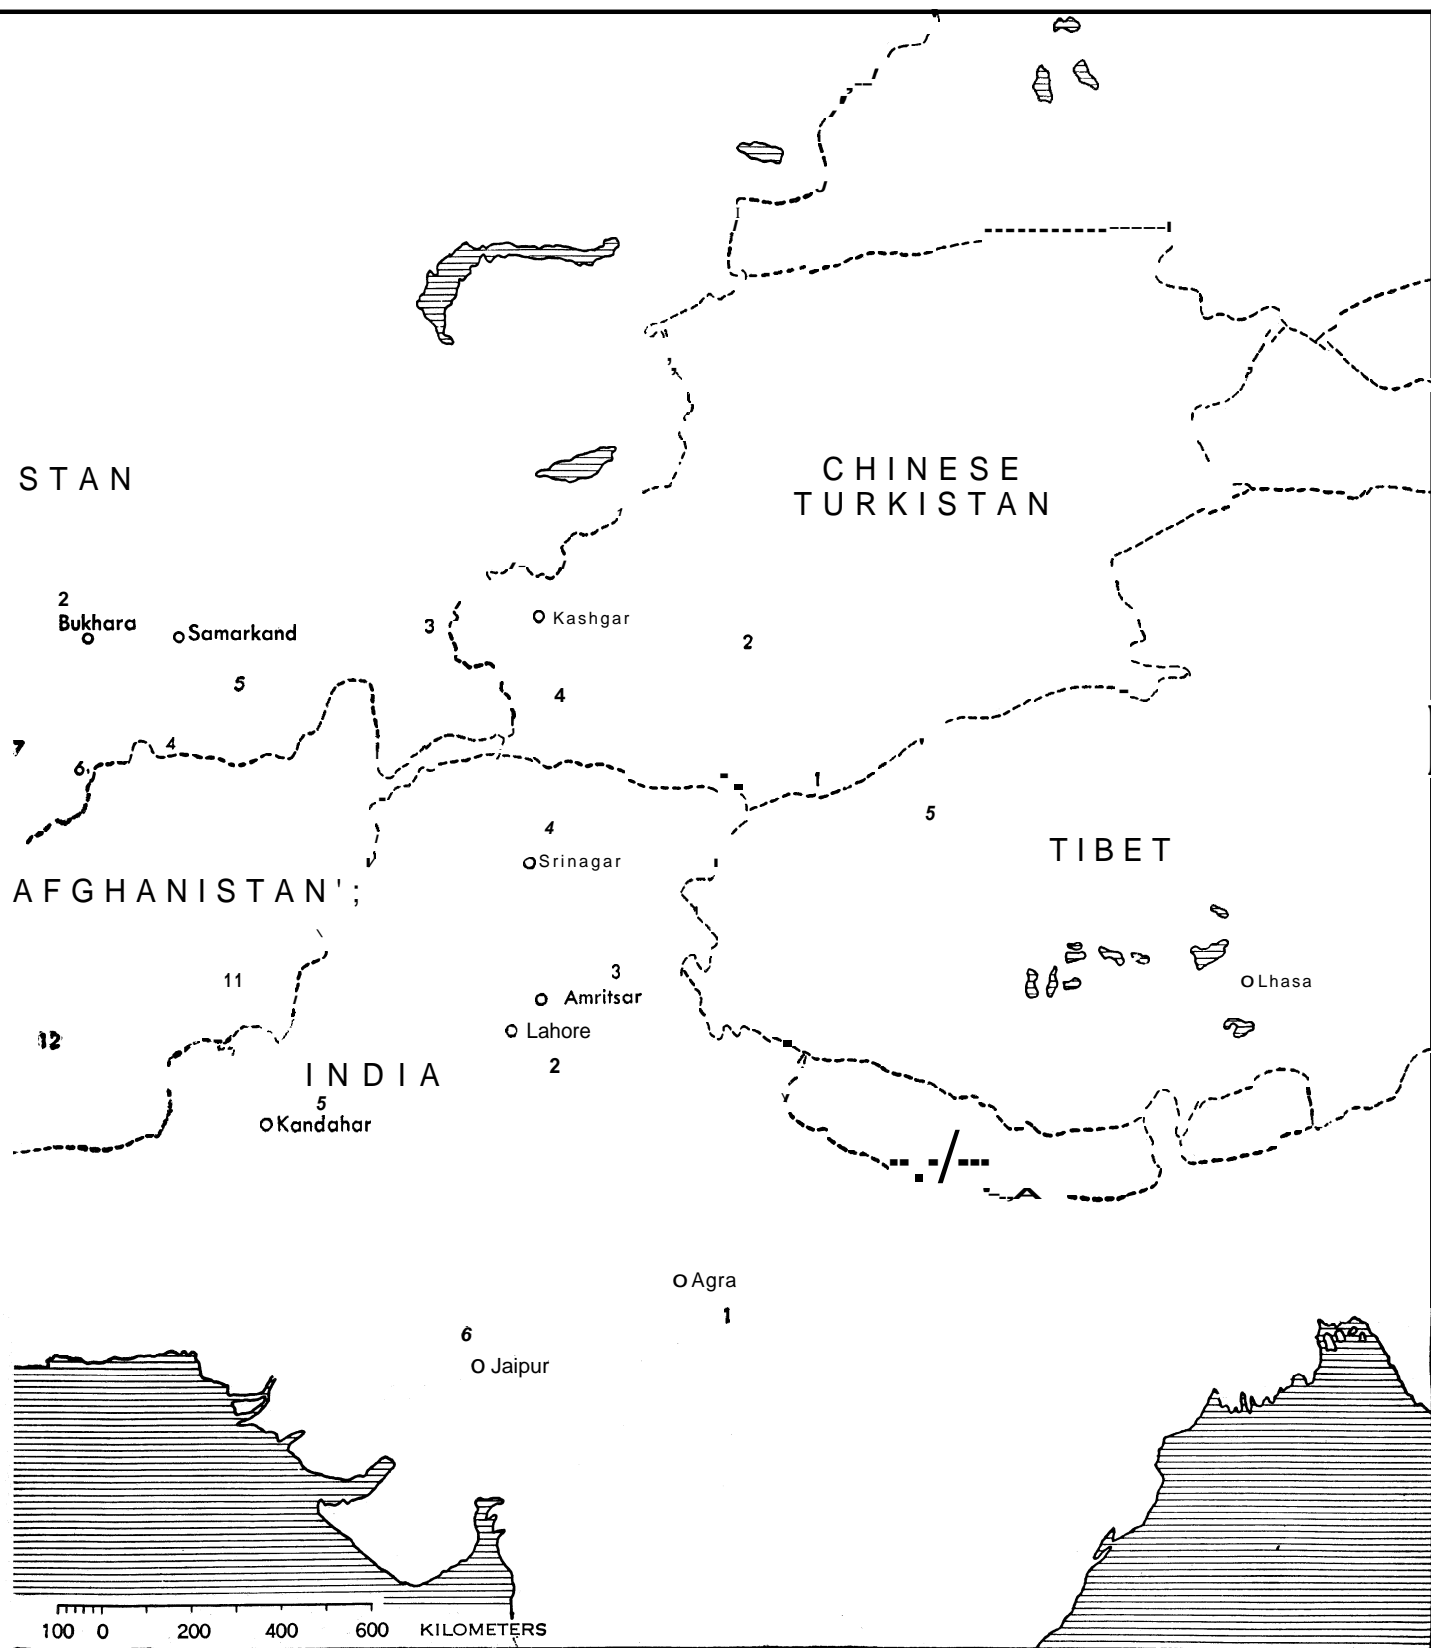 CHINESE
TURKISTAN
STAN
2
Bukhara
Samarkand
3
Kashgar
2
5
4
7
4
6
1
5
4
Srinagar
TIBET
AFGHANISTAN';
11
3
Lhasa
Amritsar
12
Lahore
2
INDIA
5
Kandahar
Agra
1
6
Jaipur
100 0 200 400 600 KILOMETERS